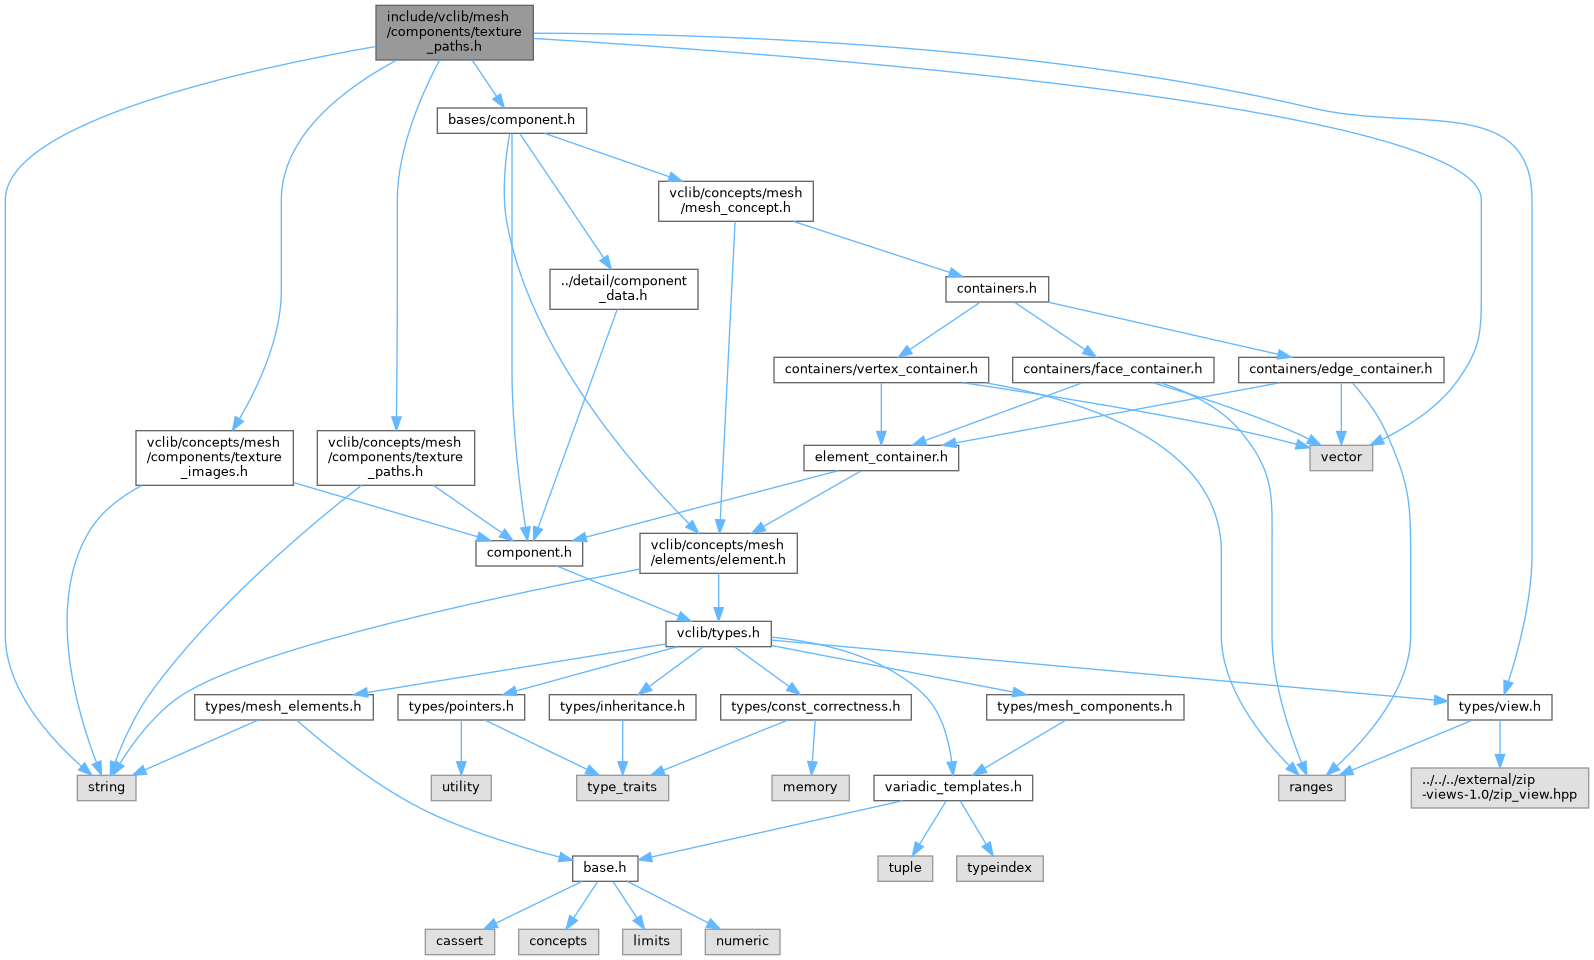 include/vclib/mesh
/components/texture
_paths.h
bases/component.h
vclib/concepts/mesh
/mesh_concept.h
../detail/component
_data.h
containers.h
containers/vertex_container.h
containers/face_container.h
containers/edge_container.h
vclib/concepts/mesh
/components/texture
_images.h
vclib/concepts/mesh
/components/texture
_paths.h
element_container.h
vector
component.h
vclib/concepts/mesh
/elements/element.h
vclib/types.h
types/mesh_elements.h
types/pointers.h
types/inheritance.h
types/const_correctness.h
types/mesh_components.h
types/view.h
string
utility
type_traits
memory
variadic_templates.h
ranges
../../../external/zip
-views-1.0/zip_view.hpp
base.h
tuple
typeindex
cassert
concepts
limits
numeric